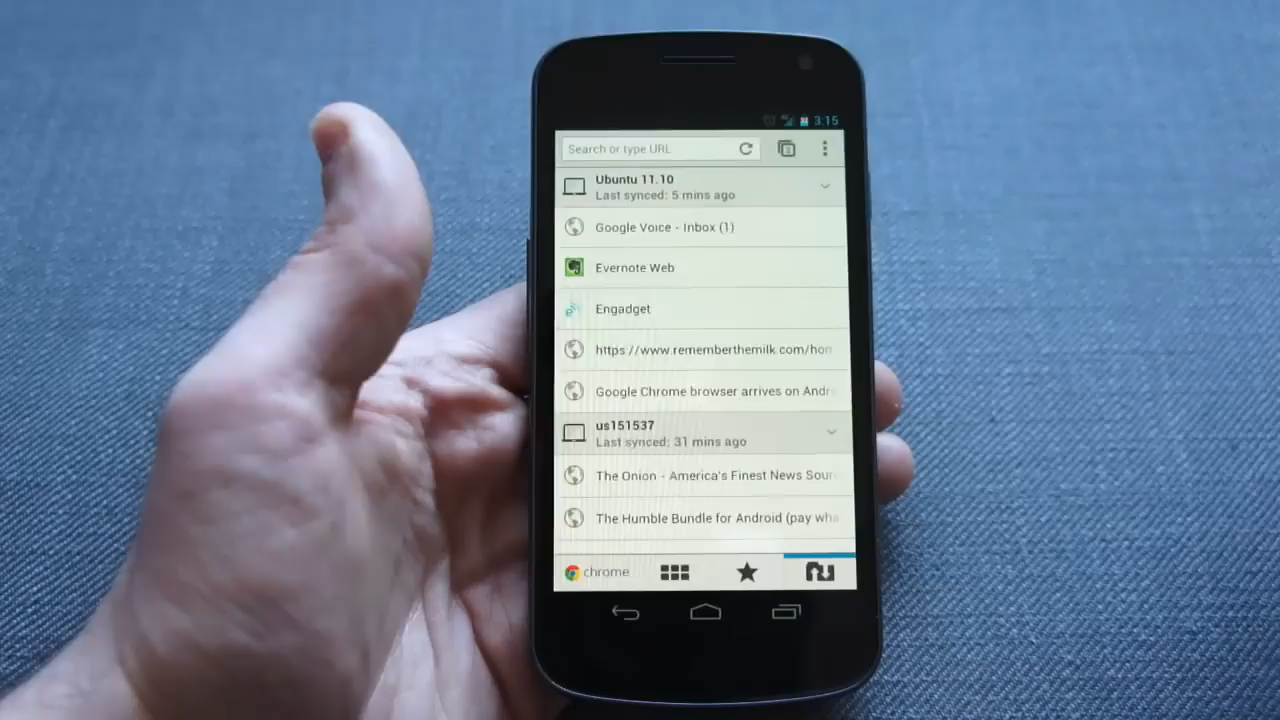 3:15
Search or type URL
Ubuntu 11.10
Last synced: 5 mins ago
Google Voice - Inbox (1)
Evernote Web
Engadget
https://www.rememberthemilk.com/hom
Google Chrome browser arrives on Andr
us151537
Last synced: 31 mins ago
The Onion - America's Finest News Sour
The Humble Bundle for Android (pay wha
chrome